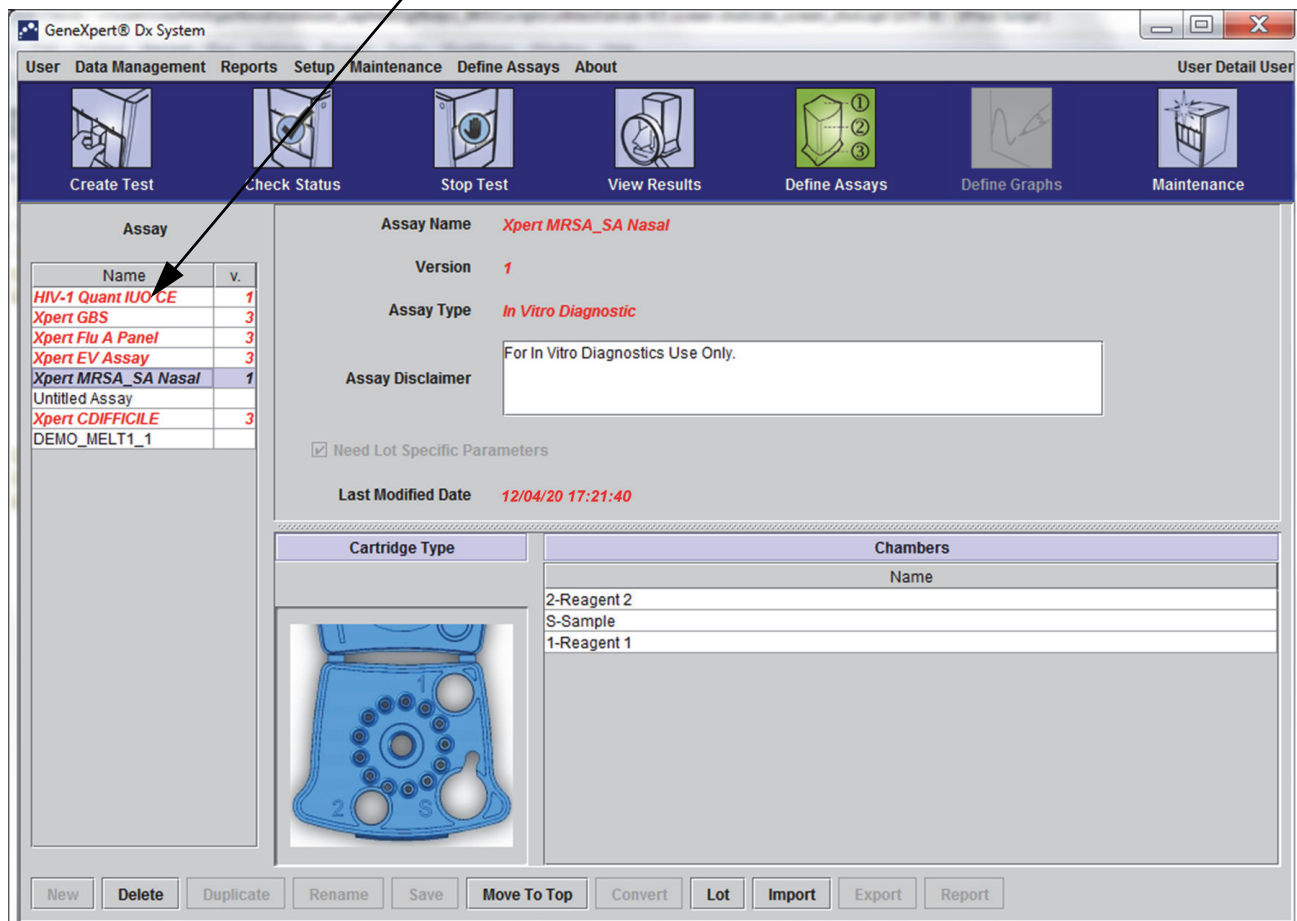 GeneXpert® Dx System
User Data Management Reports Setup Maintenance Define Assays About User Detail User
Create Test Check Status Stop Test View Results Define Assays Define Graphs Maintenance
Assay
Name v.
HIV-1 Quant IUO CE 1
Xpert GBS 3
Xpert Flu A Panel 3
Xpert EV Assay 3
Xpert MRSA_SA Nasal 1
Untitled Assay
Xpert CDIFFICILE 3
DEMO_MELT1_1
Assay Name Xpert MRSA_SA Nasal
Version 1
Assay Type In Vitro Diagnostic
Assay Disclaimer For In Vitro Diagnostics Use Only.
Need Lot Specific Parameters
Last Modified Date 12/04/20 17:21:40
Cartridge Type
1
2 S
Chambers
Name
2-Reagent 2
S-Sample
1-Reagent 1
New Delete Duplicate Rename Save Move To Top Convert Lot Import Export Report